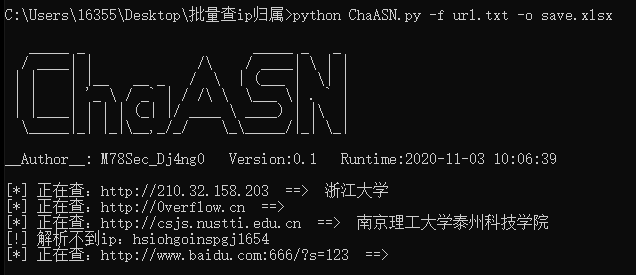 C:\Users\16355\Desktop\批量查ip归属>python ChaASN.py -f url.txt -o save.xlsx
ChaASN
__Author__: M78Sec_Dj4ng0   Version:0.1   Runtime:2020-11-03 10:06:39
[*] 正在查：http://210.32.158.203  ==>  浙江大学
[*] 正在查：http://0verflow.cn  ==>
[*] 正在查：http://csjs.nustti.edu.cn  ==>  南京理工大学泰州科技学院
[!] 解析不到ip：hsiohgoinspgjl654
[*] 正在查：http://www.baidu.com:666/?s=123  ==>